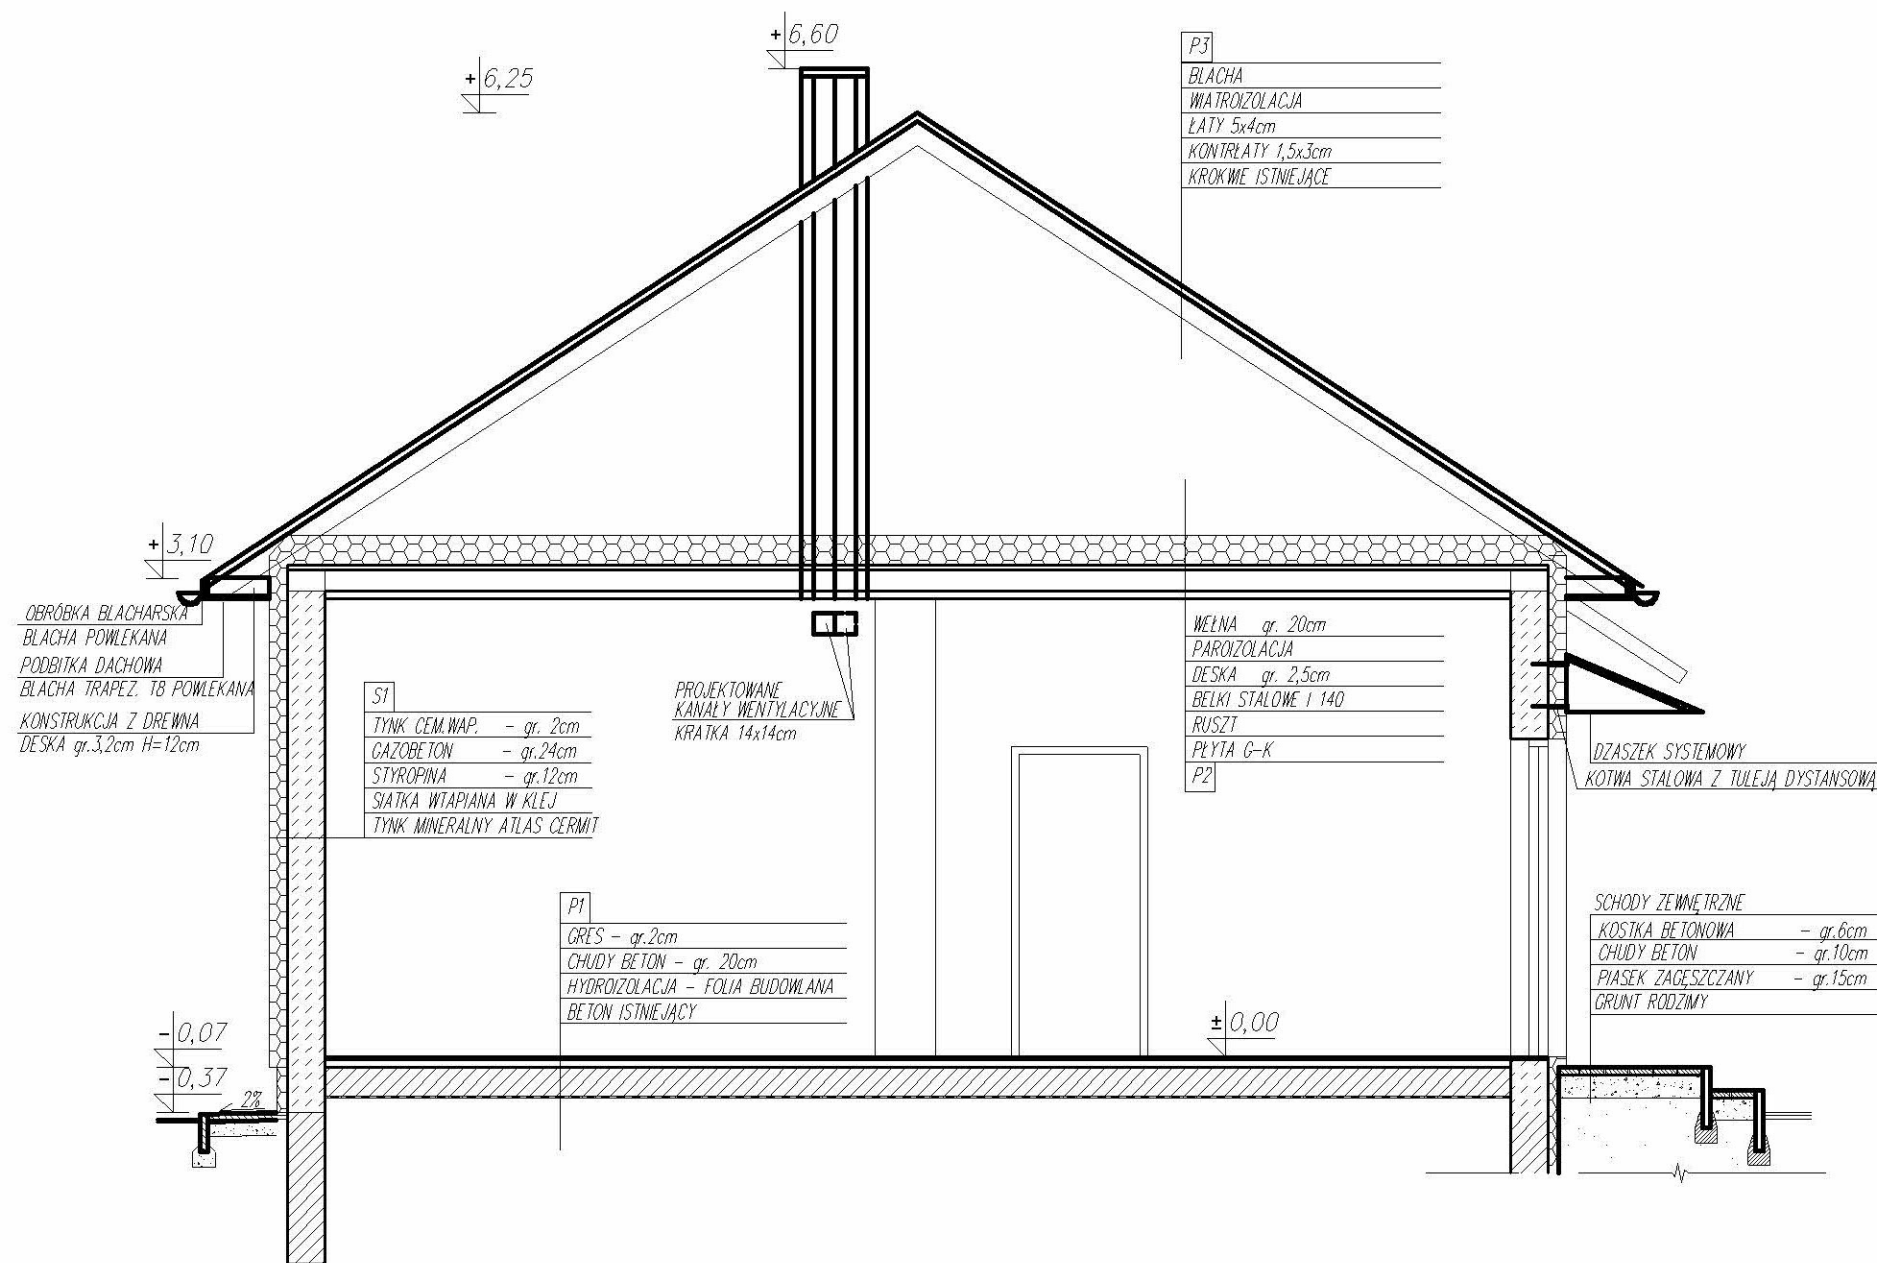 +6,60
+6,25
P3
BLACHA
WIATROIZOLACJA
ŁATY 5x4cm
KONTRŁATY 1,5x3cm
KROKWIE ISTNIEJĄCE
+3,10
OBRÓBKA BLACHARSKA
BLACHA POWLEKANA
PODBITKA DACHOWA
BLACHA TRAPEZ. T8 POWLEKANA
KONSTRUKCJA Z DREWNA
DESKA gr.3,2cm H=12cm
S1
TYNK CEM.WAP. - gr. 2cm
GAZOBETON - gr.24cm
STYROPINA - gr.12cm
SIATKA WTAPIANA W KLEJ
TYNK MINERALNY ATLAS CERMIT
PROJEKTOWANE
KANAŁY WENTYLACYJNE
KRATKA 14x14cm
WEŁNA gr. 20cm
PAROIZOLACJA
DESKA gr. 2,5cm
BELKI STALOWE I 140
RUSZT
PŁYTA G-K
P2
DZASZEK SYSTEMOWY
KOTWA STALOWA Z TULEJĄ DYSTANSOWĄ
P1
GRES - gr.2cm
CHUDY BETON - gr. 20cm
HYDROIZOLACJA - FOLIA BUDOWLANA
BETON ISTNIEJĄCY
SCHODY ZEWNĘTRZNE
KOSTKA BETONOWA - gr.6cm
CHUDY BETON - gr.10cm
PIASEK ZAGĘSZCZANY - gr.15cm
GRUNT RODZIMY
±0,00
-0,07
-0,37
2%